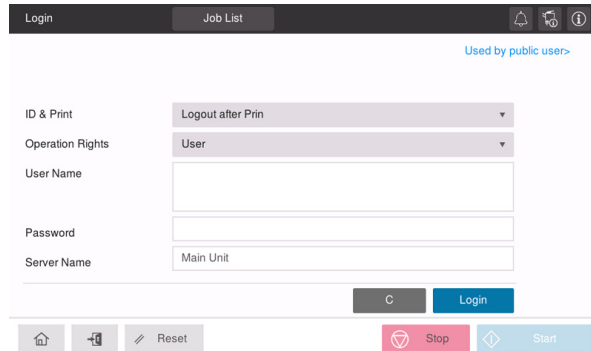 Login Job List
Used by public user>
ID & Print Logout after Prin
Operation Rights User
User Name
Password
Server Name Main Unit
C Login
Reset Stop Start